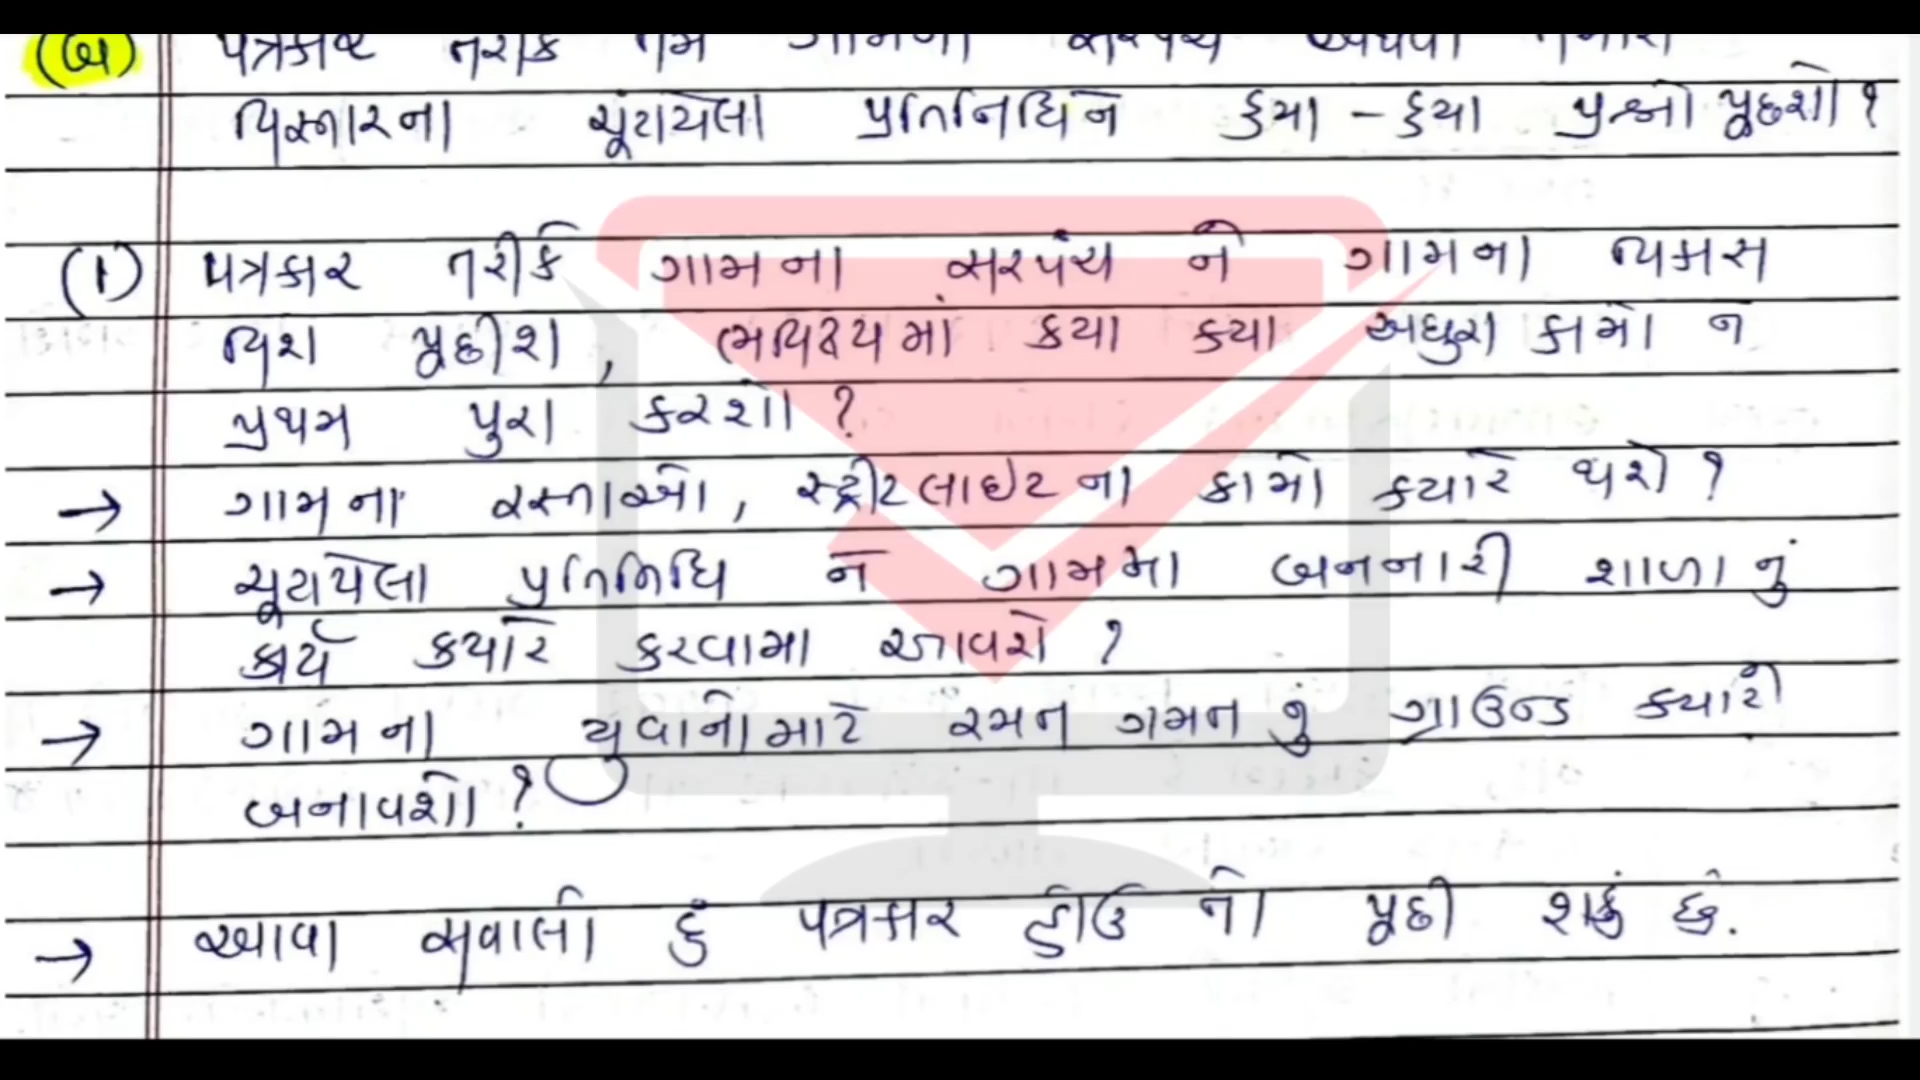 (બ) પત્રકાર તરીકે તમે ગામના સરપંચ અથવા તમારા
વિસ્તારના ચૂંટાયેલા પ્રતિનિધિને કયા - કયા પ્રશ્નો પૂછશો?
(1) પત્રકાર તરીકે ગામના સરપંચ ને ગામના વિકાસ
વિશે પૂછીશ, ભવિષ્યમાં કયા કયા અધુરા કામો ને
પ્રથમ પુરા કરશો?
→ ગામના રસ્તાઓ, સ્ટ્રીટલાઇટ ના કામો ક્યારે થશે?
→ ચૂટાયેલા પ્રતિનિધિ ને ગામમા બનનારી શાળા નું
કાર્ય ક્યારે કરવામા આવશે?
→ ગામના યુવાનો માટે રમત ગમત નું ગ્રાઉન્ડ ક્યારે
બનાવશો?
→ આવા સવાલો હું પત્રકાર હોઉ તો પૂછી શકું છું.